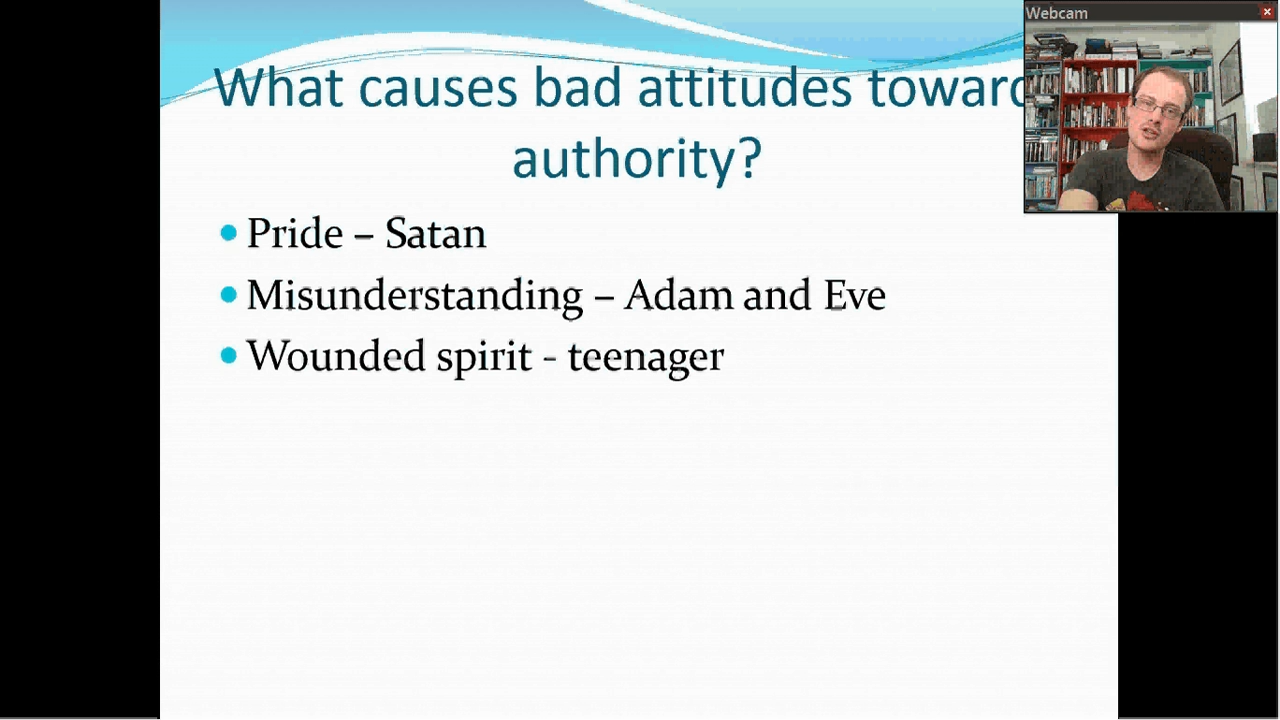 What causes bad attitudes toward
authority?
Webcam
• Pride – Satan
• Misunderstanding – Adam and Eve
• Wounded spirit - teenager